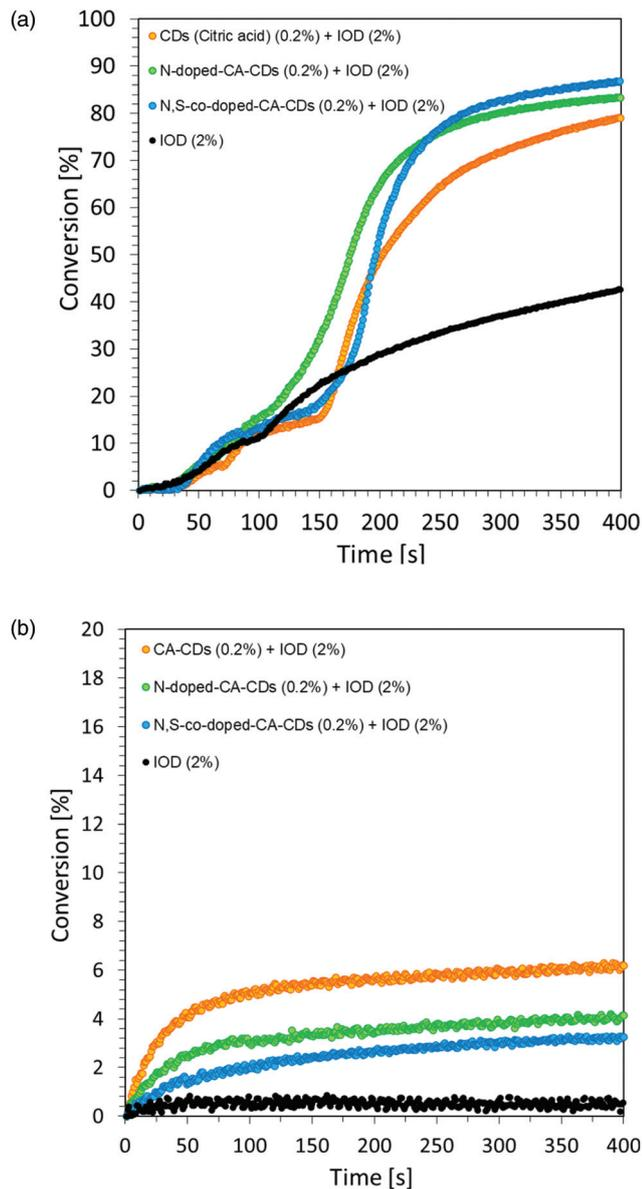 (a)
100
CDs (Citric acid) (0.2%) + IOD (2%)
90
N-doped-CA-CDs (0.2%) + IOD (2%)
80
N,S-co-doped-CA-CDs (0.2%) + IOD (2%)
70
IOD (2%)
60
50
40
30
20
10
0
Conversion [%]
0 50 100 150 200 250 300 350 400
Time [s]
(b)
20
CA-CDs (0.2%) + IOD (2%)
18
N-doped-CA-CDs (0.2%) + IOD (2%)
16
N,S-co-doped-CA-CDs (0.2%) + IOD (2%)
14
IOD (2%)
12
10
8
6
4
2
0
Conversion [%]
0 50 100 150 200 250 300 350 400
Time [s]